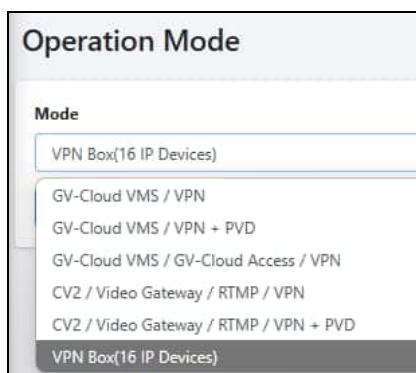 Operation Mode
Mode
VPN Box(16 IP Devices)
GV-Cloud VMS / VPN
GV-Cloud VMS / VPN + PVD
GV-Cloud VMS / GV-Cloud Access / VPN
CV2 / Video Gateway / RTMP / VPN
CV2 / Video Gateway / RTMP / VPN + PVD
VPN Box(16 IP Devices)